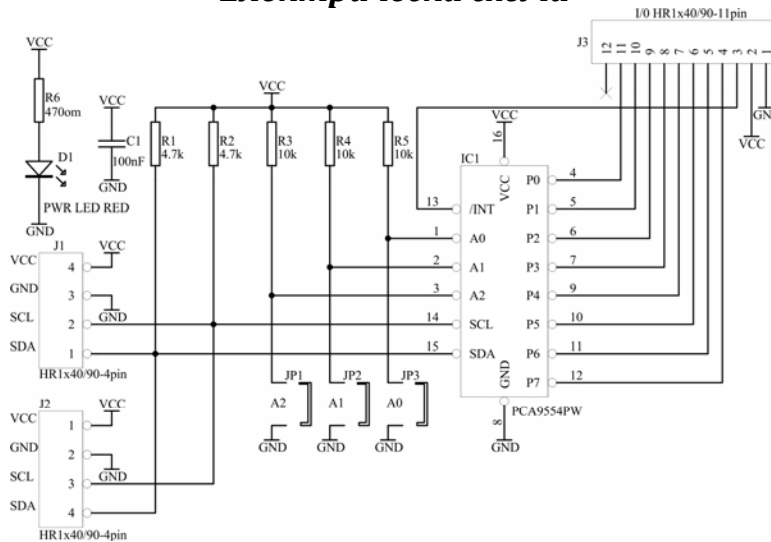 I/0 HR1x40/90-11pin
J3
12 11 10 9 8 7 6 5 4 3 2 1
GN
VCC
VCC
R6
470om
D1
PWR LED RED
GND
VCC
C1
100nF
GND
VCC
R1
4.7k
R2
4.7k
R3
10k
R4
10k
R5
10k
VCC
16
IC1
VCC
13 /INT
1 A0
2 A1
3 A2
14 SCL
15 SDA
P0 4
P1 5
P2 6
P3 7
P4 9
P5 10
P6 11
P7 12
GND
8
PCA9554PW
GND
J1
VCC 4 VCC
GND 3 GND
SCL 2
SDA 1
HR1x40/90-4pin
JP1
A2
GND
JP2
A1
GND
JP3
A0
GND
J2
VCC 1 VCC
GND 2 GND
SCL 3
SDA 4
HR1x40/90-4pin